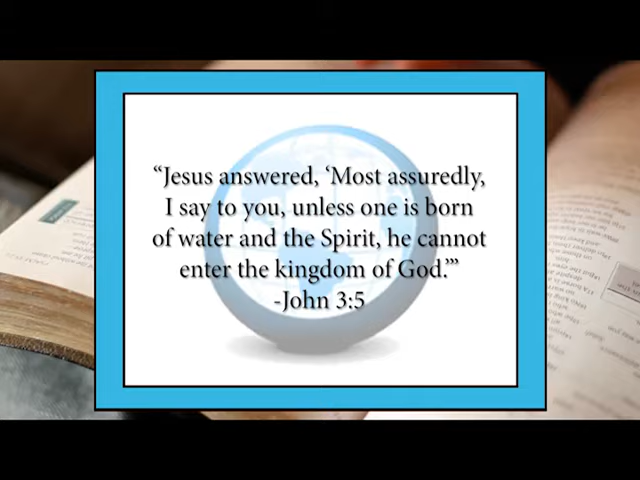 “Jesus answered, ‘Most assuredly,
I say to you, unless one is born
of water and the Spirit, he cannot
enter the kingdom of God.’”
-John 3:5